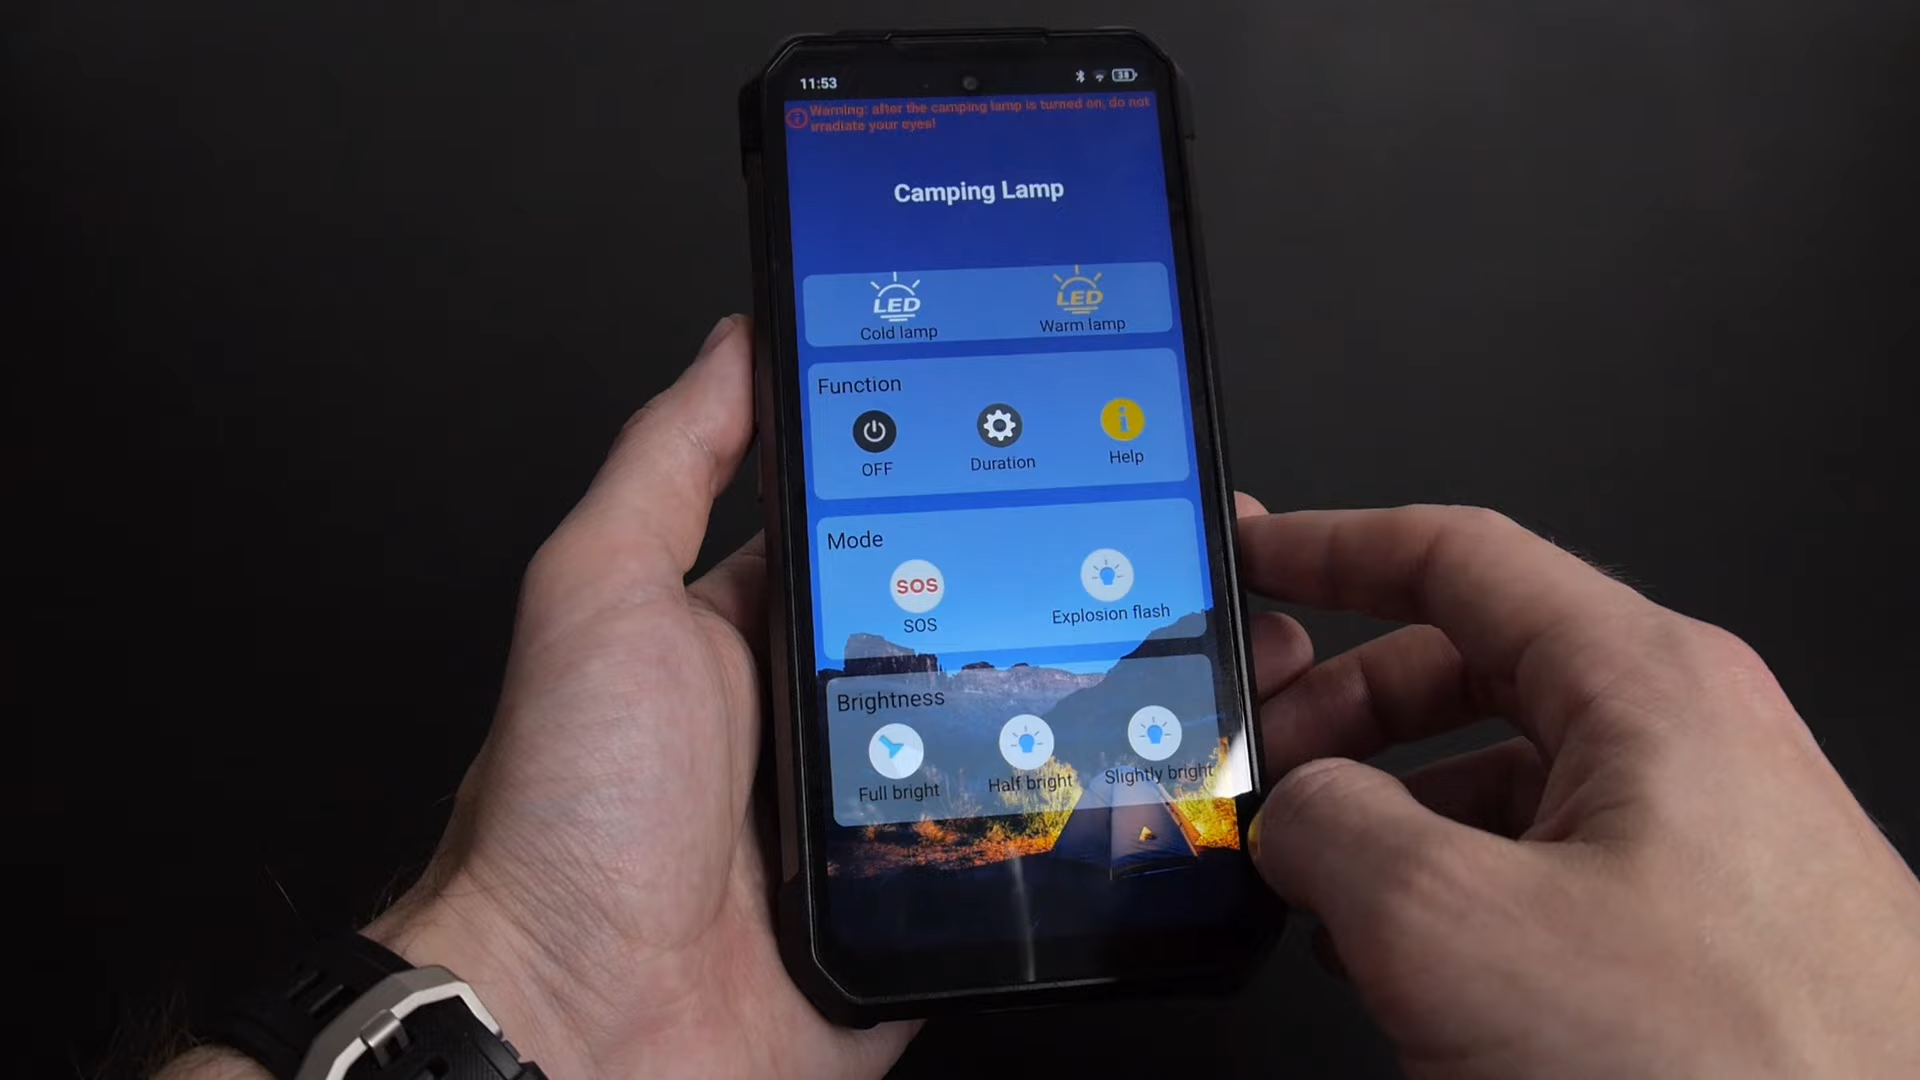 11:53
38
Warning: after the camping lamp is turned on, do not
irradiate your eyes!
Camping Lamp
LED LED
Cold lamp Warm lamp
Function
OFF Duration Help
Mode
SOS
SOS Explosion flash
Brightness
Full bright Half bright Slightly bright